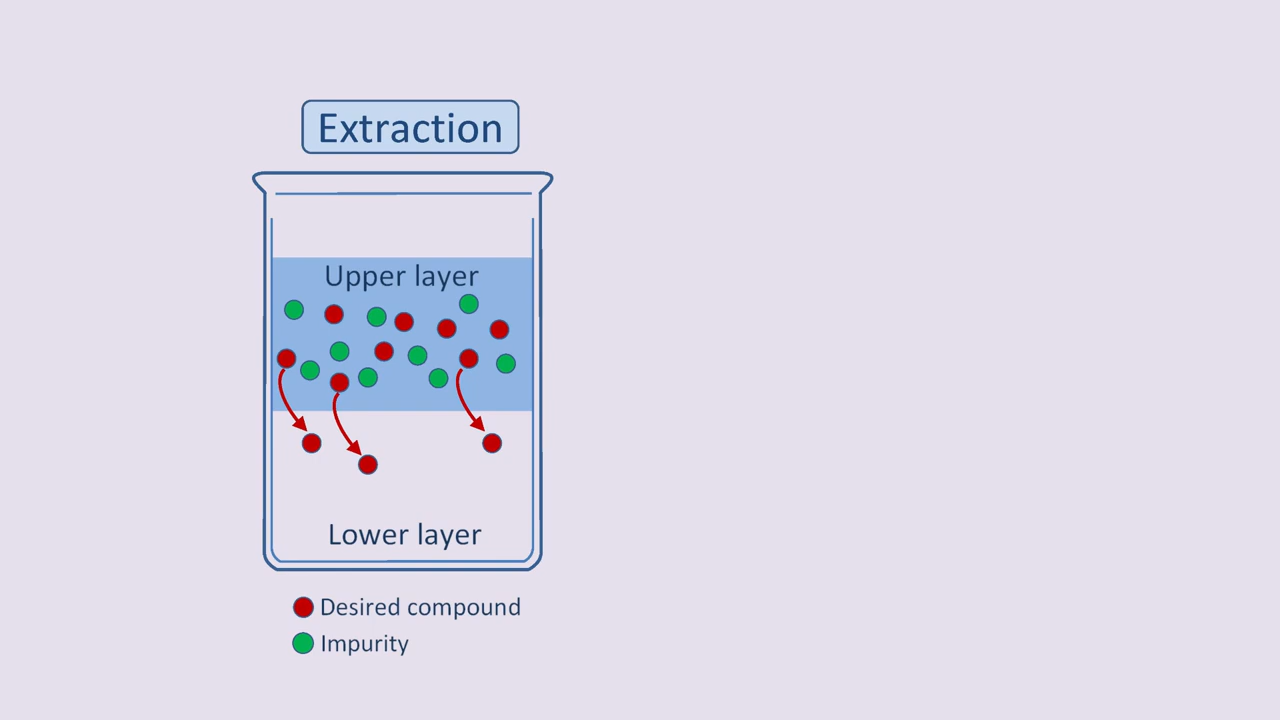 Extraction
Upper layer
Lower layer
Desired compound
Impurity